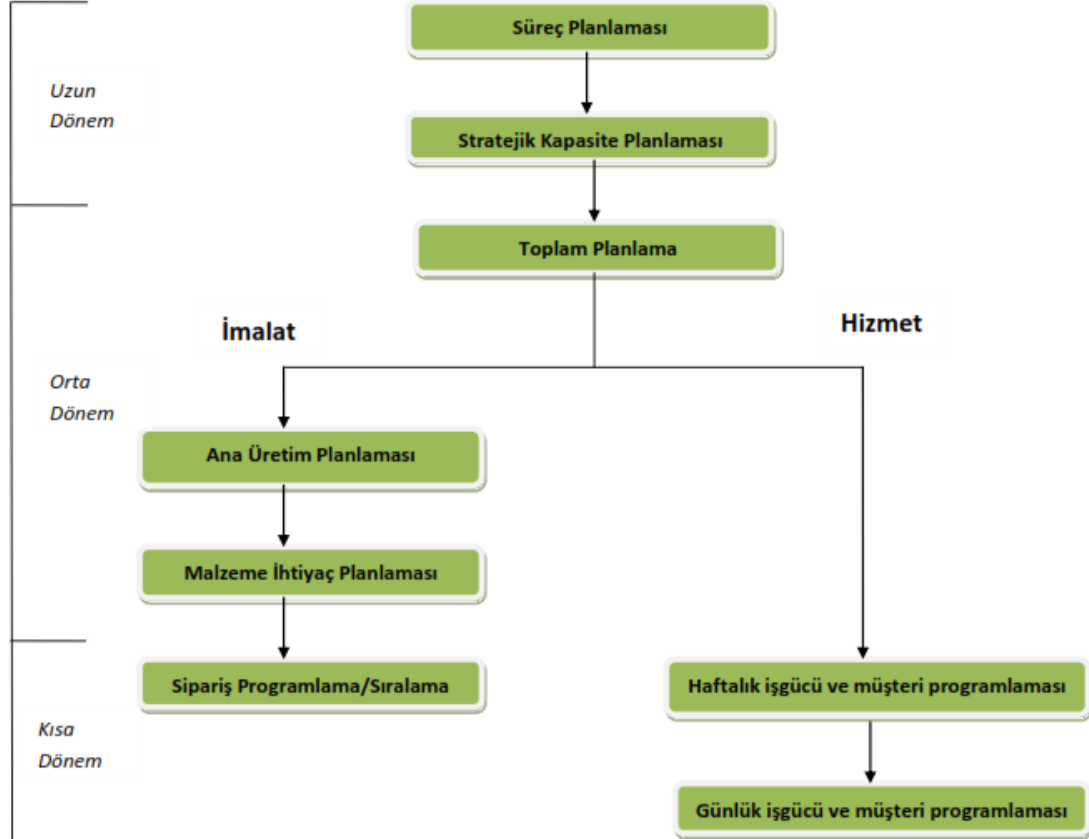 Süreç Planlaması
Uzun
Dönem
Stratejik Kapasite Planlaması
Toplam Planlama
İmalat
Hizmet
Orta
Dönem
Ana Üretim Planlaması
Malzeme İhtiyaç Planlaması
Sipariş Programlama/Sıralama
Haftalık işgücü ve müşteri programlaması
Kısa
Dönem
Günlük işgücü ve müşteri programlaması